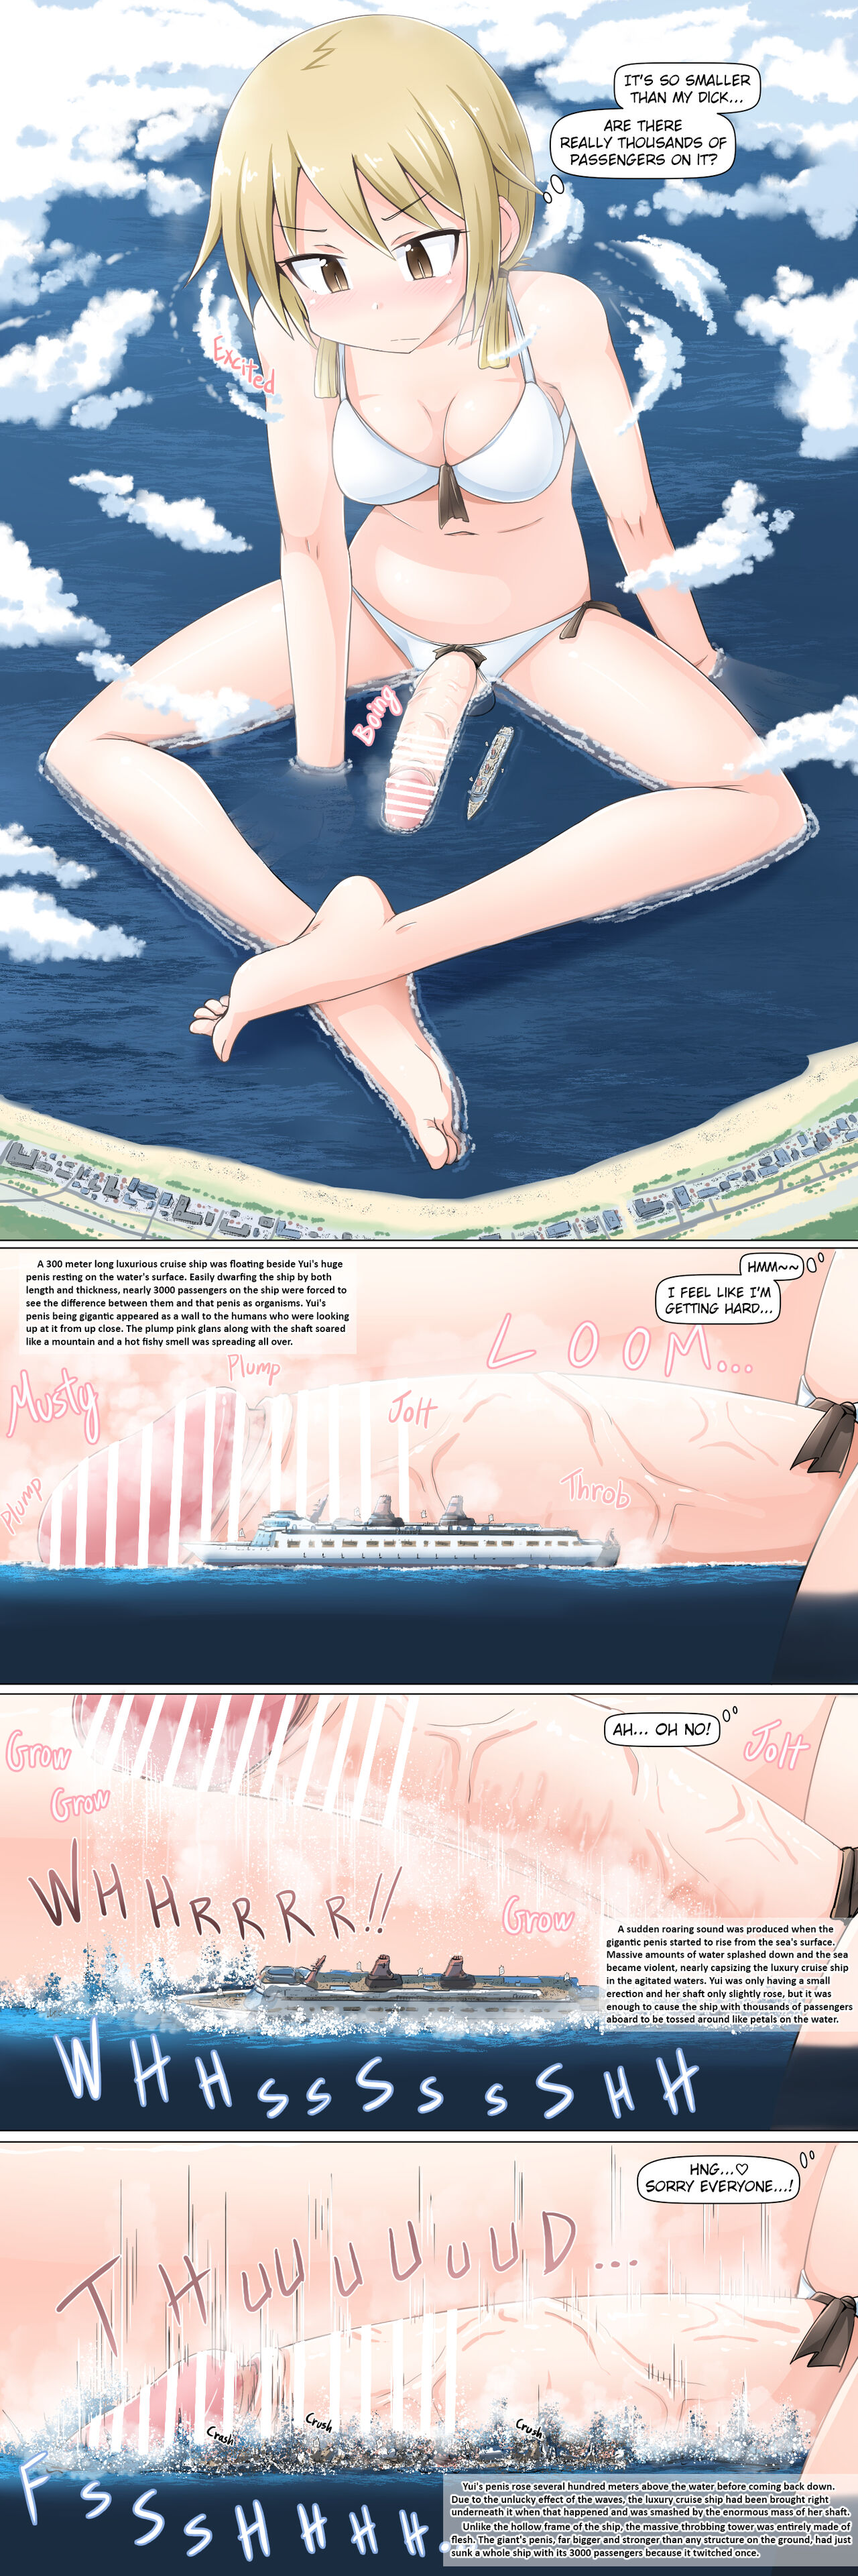 IT'S SO SMALLER
THAN MY DICK...
ARE THERE
REALLY THOUSANDS OF
PASSENGERS ON IT?
Excited
Boing
A 300 meter long luxurious cruise ship was floating beside Yui's huge
penis resting on the water's surface. Easily dwarfing the ship by both
length and thickness, nearly 3000 passengers on the ship were forced to
see the difference between them and that penis as organisms. Yui's
penis being gigantic appeared as a wall to the humans who were looking
up at it from up close. The plump pink glans along with the shaft soared
like a mountain and a hot fishy smell was spreading all over.
HMM~~
I FEEL LIKE I'M
GETTING HARD...
LOOM...
Plump
Musty
Jolt
Plump
Throb
AH... OH NO!
Jolt
Grow
Grow
WHHRRRR!!
Grow
A sudden roaring sound was produced when the
gigantic penis started to rise from the sea's surface.
Massive amounts of water splashed down and the sea
became violent, nearly capsizing the luxury cruise ship
in the agitated waters. Yui was only having a small
erection and her shaft only slightly rose, but it was
enough to cause the ship with thousands of passengers
aboard to be tossed around like petals on the water.
WHHSSSSSSHH
HNG...♡
SORRY EVERYONE...!
THUUUUUUD...
Crash
Crush
Crush
FSSSHHHH...
Yui's penis rose several hundred meters above the water before coming back down.
Due to the unlucky effect of the waves, the luxury cruise ship had been brought right
underneath it when that happened and was smashed by the enormous mass of her shaft.
Unlike the hollow frame of the ship, the massive throbbing tower was entirely made of
flesh. The giant's penis, far bigger and stronger than any structure on the ground, had just
sunk a whole ship with its 3000 passengers because it twitched once.